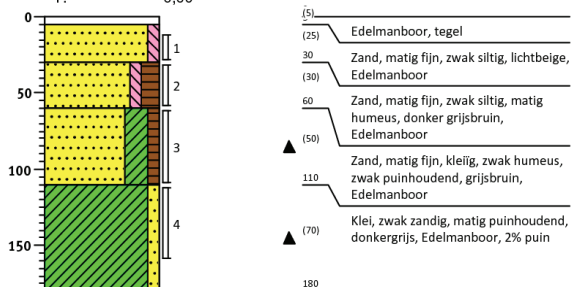 0
50
100
150
1
2
3
4
(5)
(25)
Edelmanboor, tegel
30
Zand, matig fijn, zwak siltig, lichtbeige,
(30)
Edelmanboor
60
Zand, matig fijn, zwak siltig, matig
humeus, donker grijsbruin,
(50)
Edelmanboor
Zand, matig fijn, kleiïg, zwak humeus,
110
zwak puinhoudend, grijsbruin,
Edelmanboor
(70)
Klei, zwak zandig, matig puinhoudend,
donkergrijs, Edelmanboor, 2% puin
180